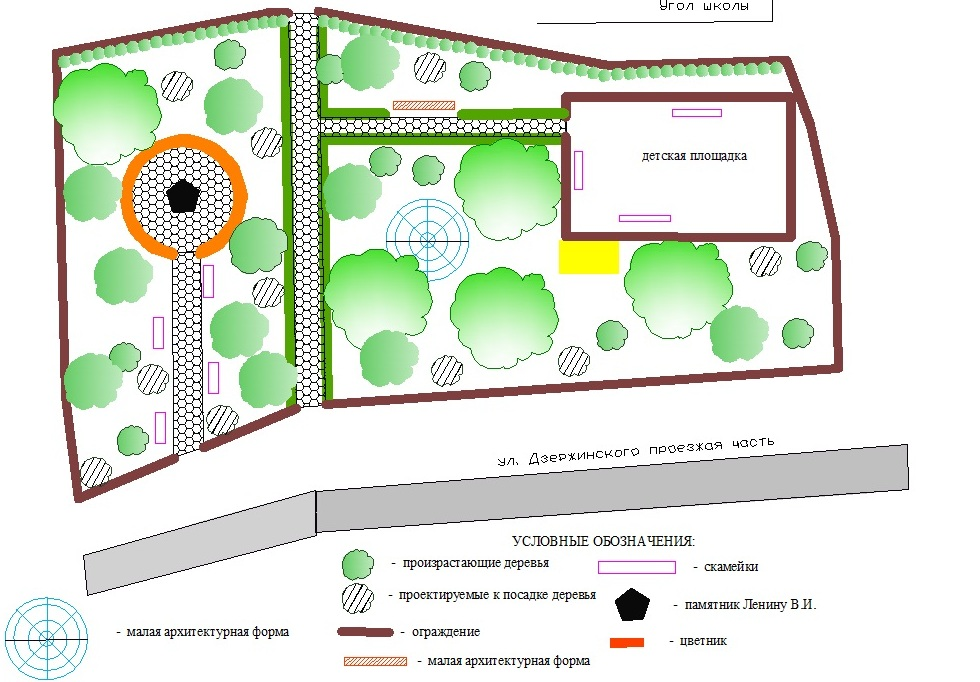 Угол школы
детская площадка
ул. Дзержинского проезжая часть
УСЛОВНЫЕ ОБОЗНАЧЕНИЯ:
- произрастающие деревья
- скамейки
- проектируемые к посадке деревья
- памятник Ленину В.И.
- малая архитектурная форма
- ограждение
- цветник
- малая архитектурная форма